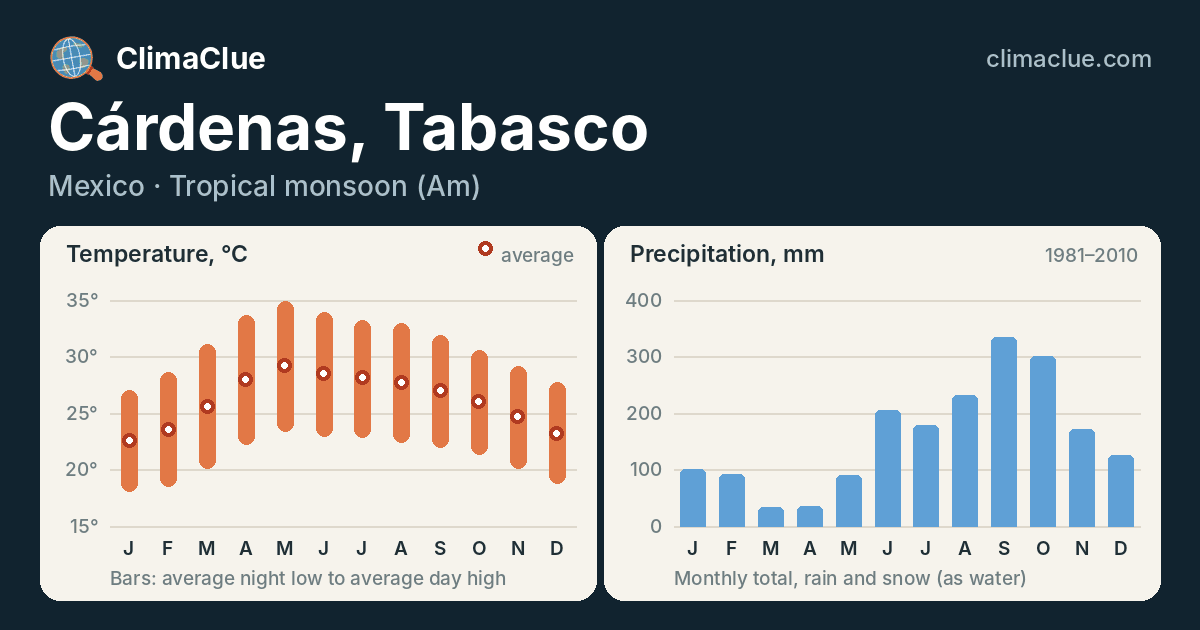 ClimaClue
climaclue.com
Cárdenas, Tabasco
Mexico · Tropical monsoon (Am)
Temperature, °C
average
35°
30°
25°
20°
15°
J F M A M J J A S O N D
Bars: average night low to average day high
Precipitation, mm
1981–2010
400
300
200
100
0
J F M A M J J A S O N D
Monthly total, rain and snow (as water)